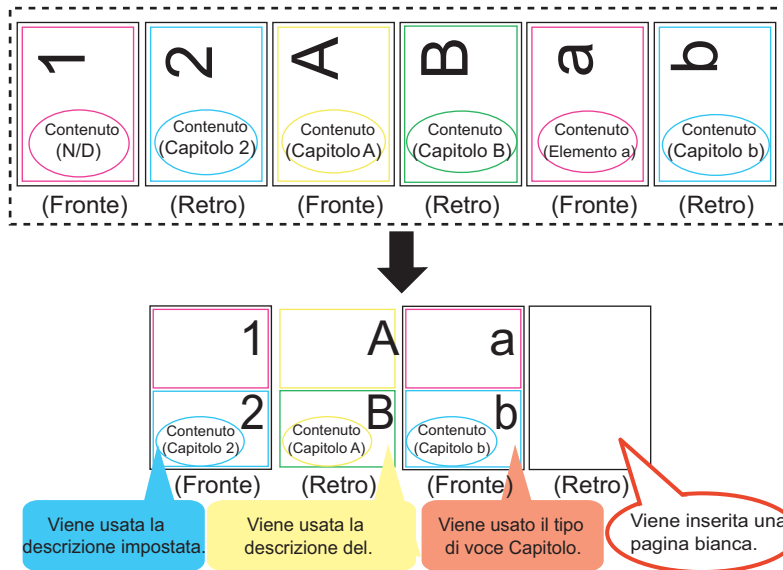 1
2
A
B
a
b
Contenuto
(N/D)
Contenuto
(Capitolo 2)
Contenuto
(Capitolo A)
Contenuto
(Capitolo B)
Contenuto
(Elemento a)
Contenuto
(Capitolo b)
(Fronte)
(Retro)
(Fronte)
(Retro)
(Fronte)
(Retro)
1
A
a
2
B
b
Contenuto
(Capitolo 2)
Contenuto
(Capitolo A)
Contenuto
(Capitolo b)
(Fronte)
(Retro)
(Fronte)
(Retro)
Viene usata la
descrizione impostata.
Viene usata la
descrizione del.
Viene usato il tipo
di voce Capitolo.
Viene inserita una
pagina bianca.